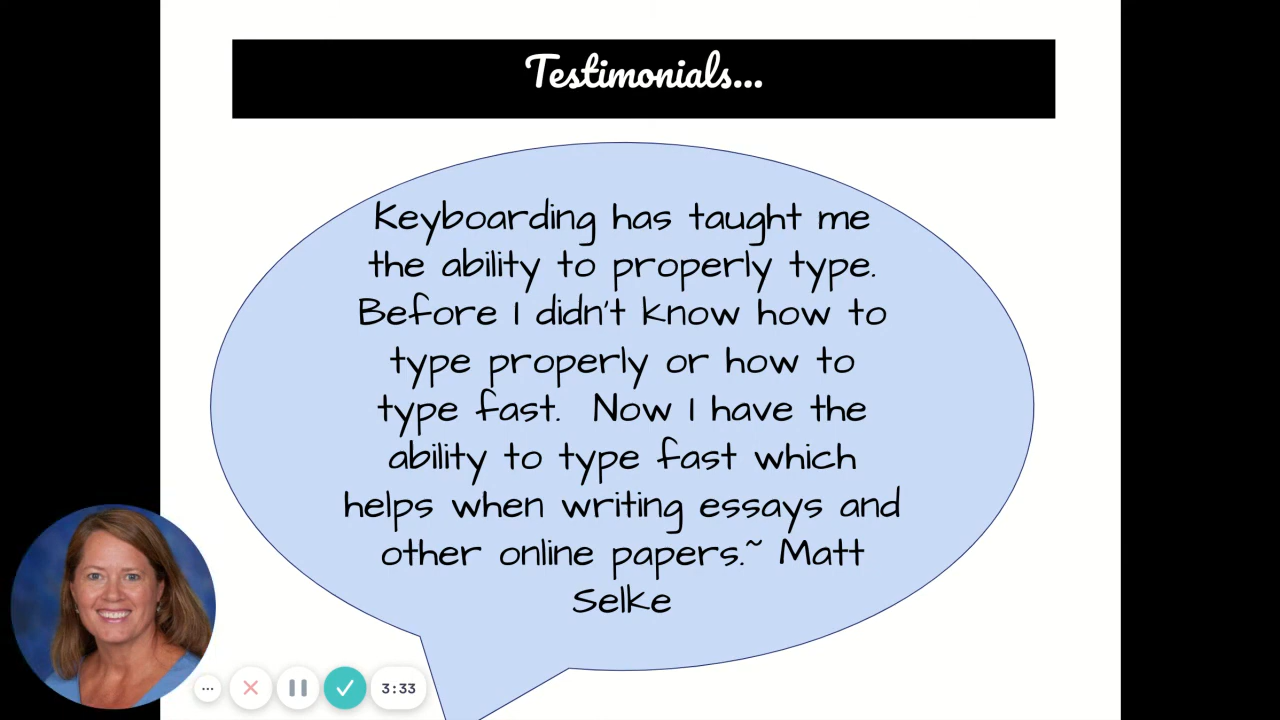 Testimonials...
Keyboarding has taught me
the ability to properly type.
Before I didn't know how to
type properly or how to
type fast.  Now I have the
ability to type fast which
helps when writing essays and
other online papers.~ Matt
Selke
3:33